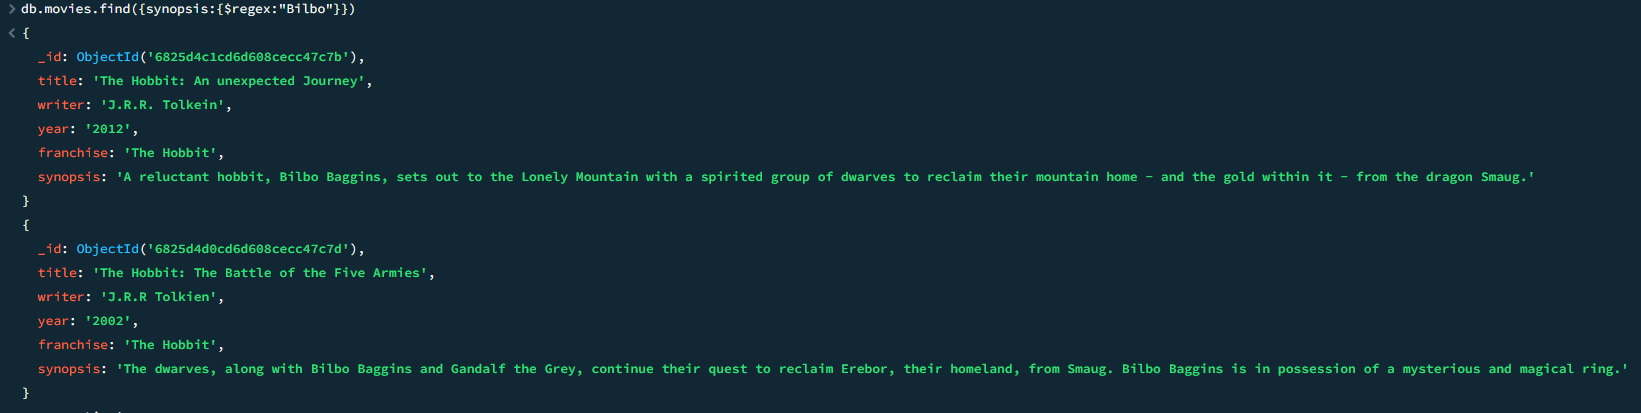 > db.movies.find({synopsis:{$regex:"Bilbo"}})
< {
_id: ObjectId('6825d4c1cd6d608cecc47c7b'),
title: 'The Hobbit: An unexpected Journey',
writer: 'J.R.R. Tolkein',
year: '2012',
franchise: 'The Hobbit',
synopsis: 'A reluctant hobbit, Bilbo Baggins, sets out to the Lonely Mountain with a spirited group of dwarves to reclaim their mountain home - and the gold within it - from the dragon Smaug.'
}
{
_id: ObjectId('6825d4d0cd6d608cecc47c7d'),
title: 'The Hobbit: The Battle of the Five Armies',
writer: 'J.R.R Tolkien',
year: '2002',
franchise: 'The Hobbit',
synopsis: 'The dwarves, along with Bilbo Baggins and Gandalf the Grey, continue their quest to reclaim Erebor, their homeland, from Smaug. Bilbo Baggins is in possession of a mysterious and magical ring.'
}